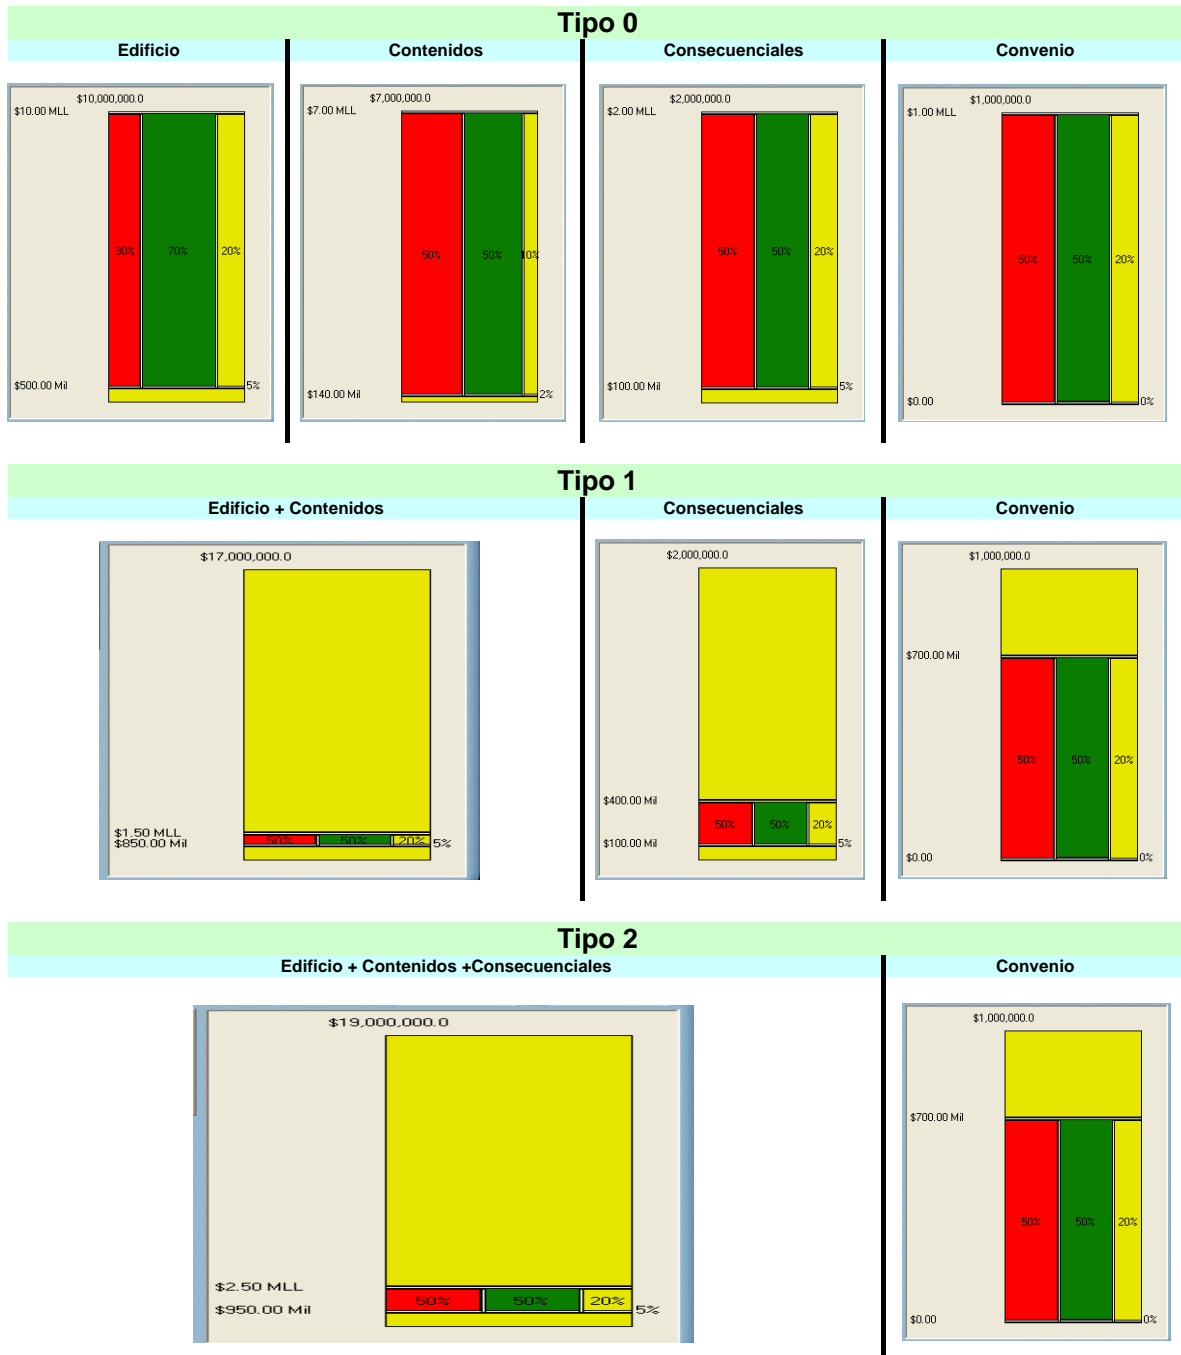 Tipo 0
Edificio
Contenidos
Consecuenciales
Convenio
$10,000,000.0
$10.00 MLL
30%
70%
20%
$500.00 Mil
5%
$7,000,000.0
$7.00 MLL
50%
50%
10%
$140.00 Mil
2%
$2,000,000.0
$2.00 MLL
50%
50%
20%
$100.00 Mil
5%
$1,000,000.0
$1.00 MLL
50%
50%
20%
$0.00
0%
Tipo 1
Edificio + Contenidos
Consecuenciales
Convenio
$17,000,000.0
$1.50 MLL
$850.00 Mil
50%
50%
20%
5%
$2,000,000.0
$400.00 Mil
50%
50%
20%
$100.00 Mil
5%
$1,000,000.0
$700.00 Mil
50%
50%
20%
$0.00
0%
Tipo 2
Edificio + Contenidos +Consecuenciales
Convenio
$19,000,000.0
$2.50 MLL
50%
50%
20%
$950.00 Mil
5%
$1,000,000.0
$700.00 Mil
50%
50%
20%
$0.00
0%